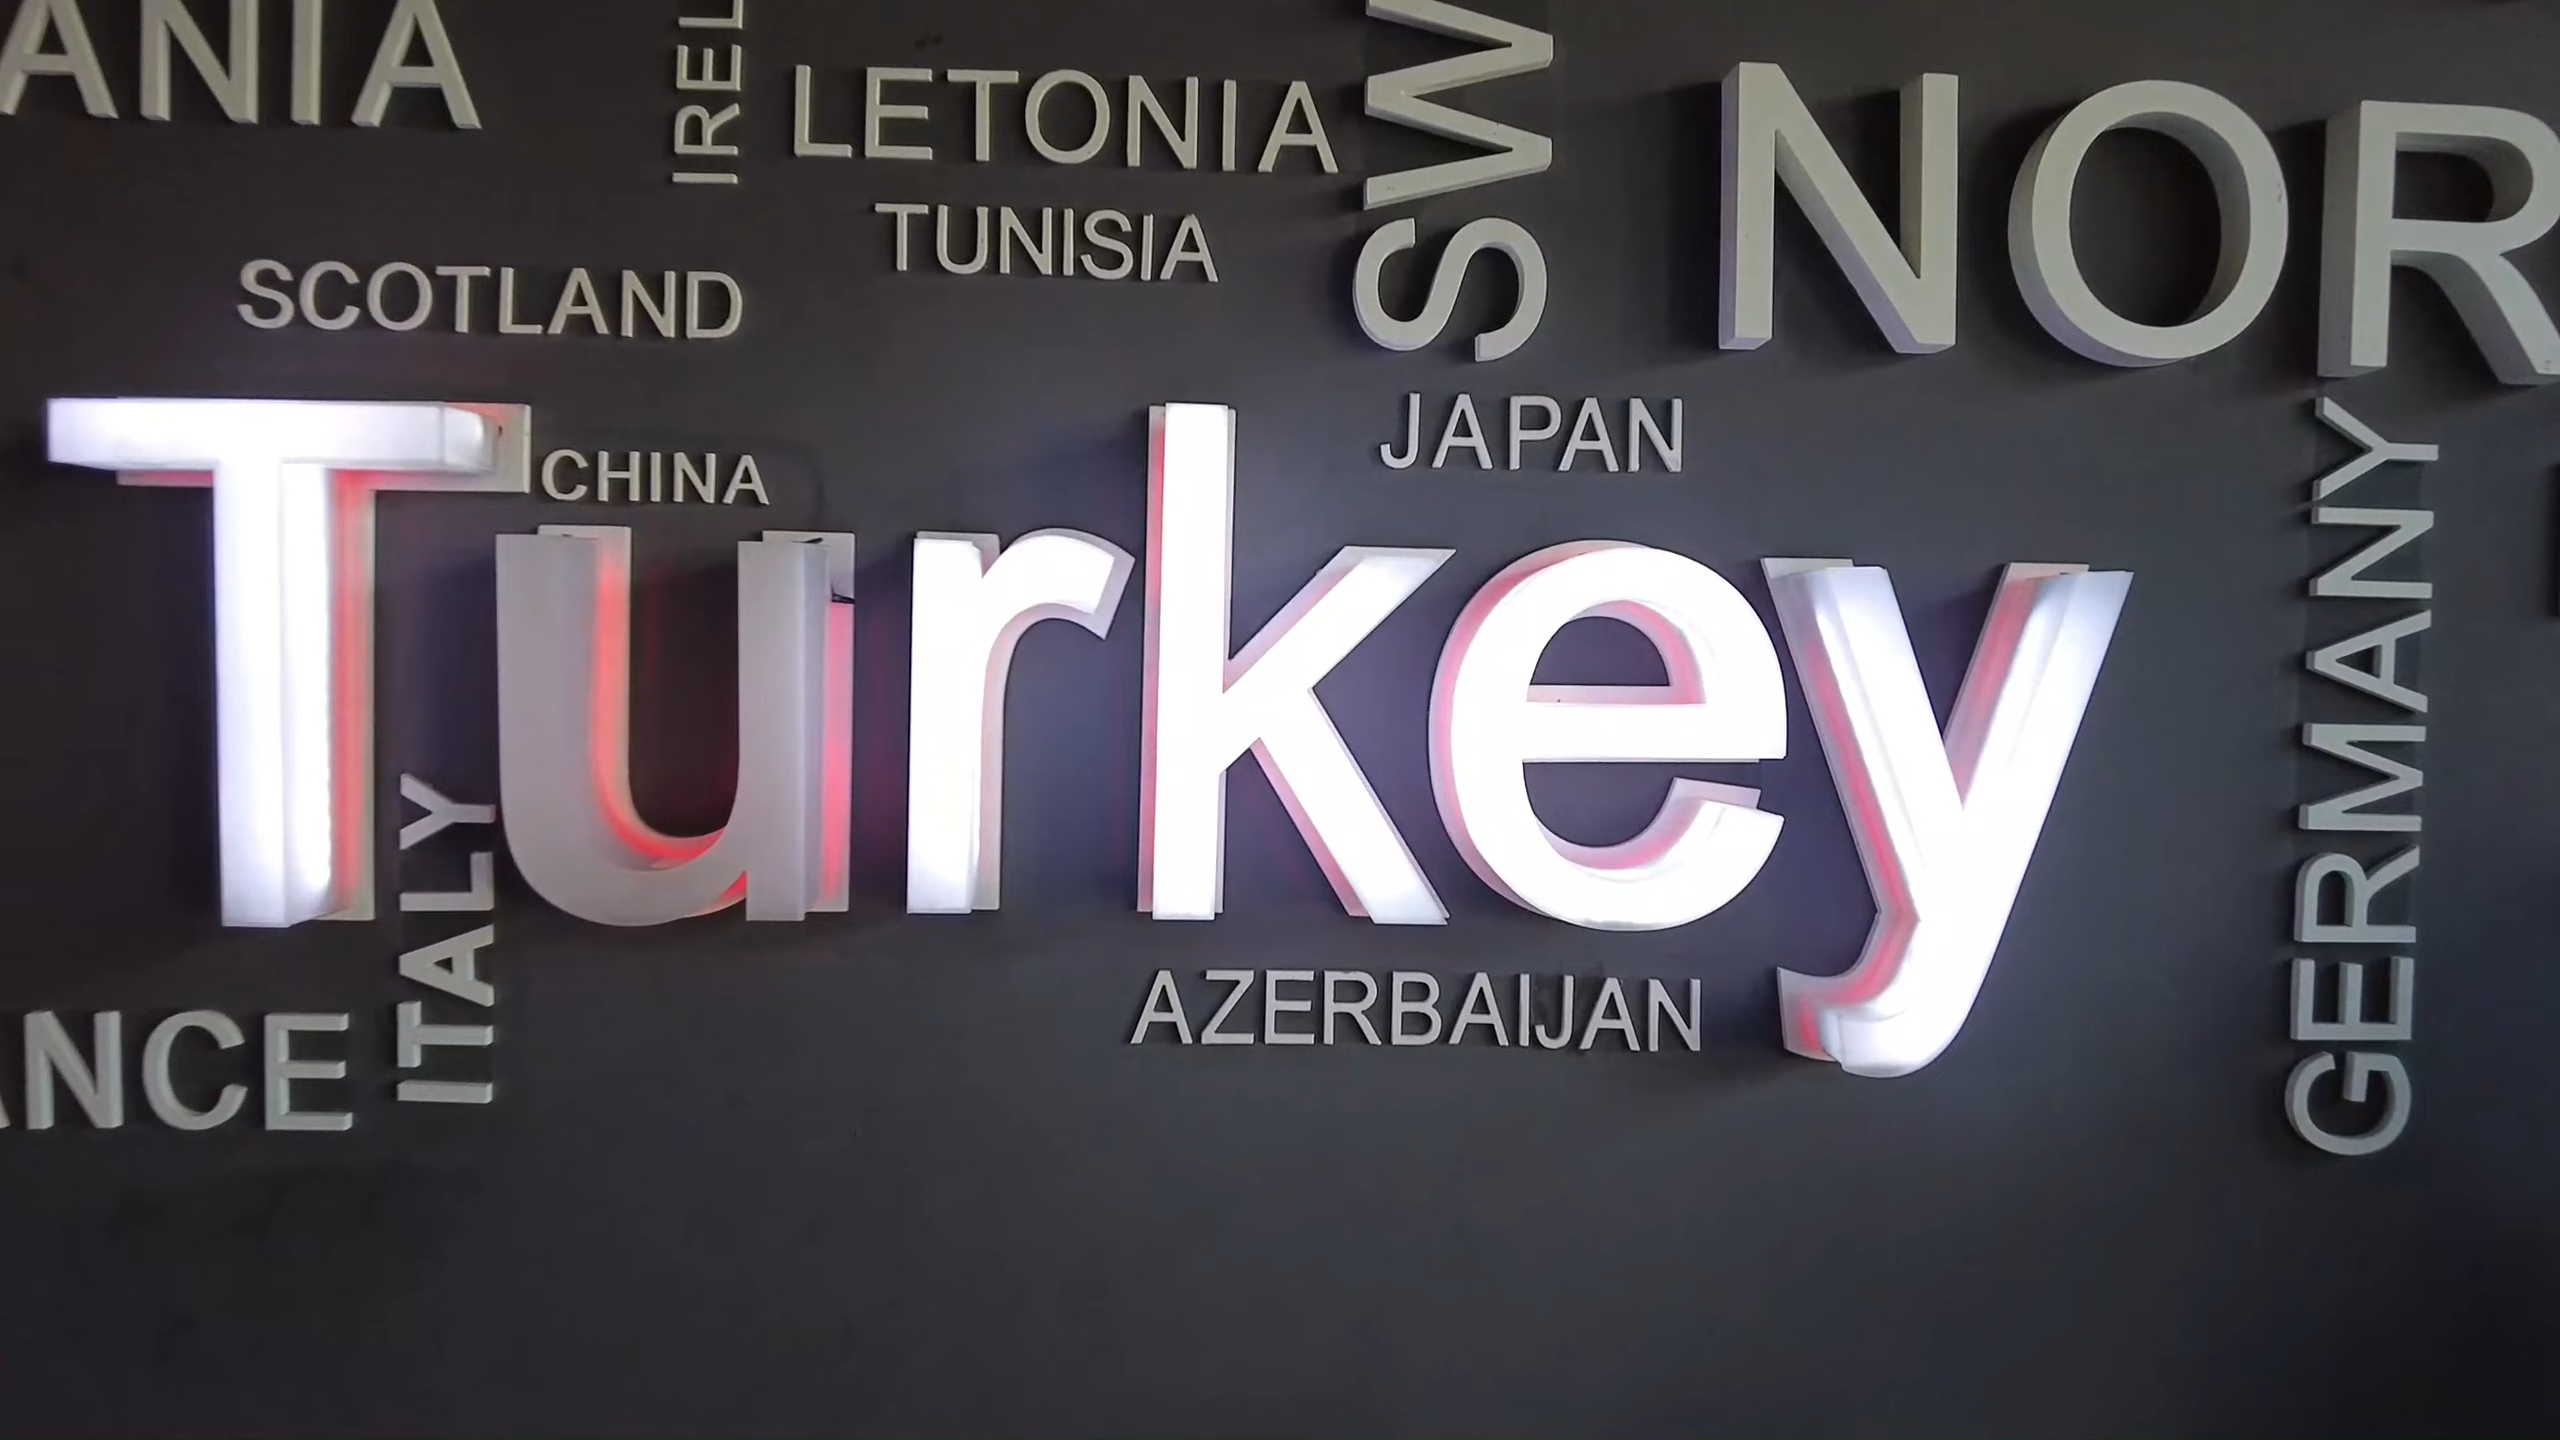 ANIA
IREL
LETONIA
SW
NOR
TUNISIA
SCOTLAND
JAPAN
CHINA
Turkey
GERMANY
ITALY
AZERBAIJAN
ANCE